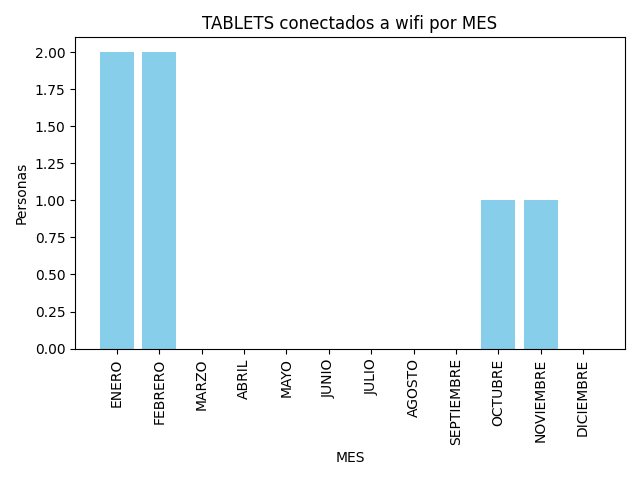 TABLETS conectados a wifi por MES
Personas
2.00
1.75
1.50
1.25
1.00
0.75
0.50
0.25
0.00
ENERO
FEBRERO
MARZO
ABRIL
MAYO
JUNIO
JULIO
AGOSTO
SEPTIEMBRE
OCTUBRE
NOVIEMBRE
DICIEMBRE
MES